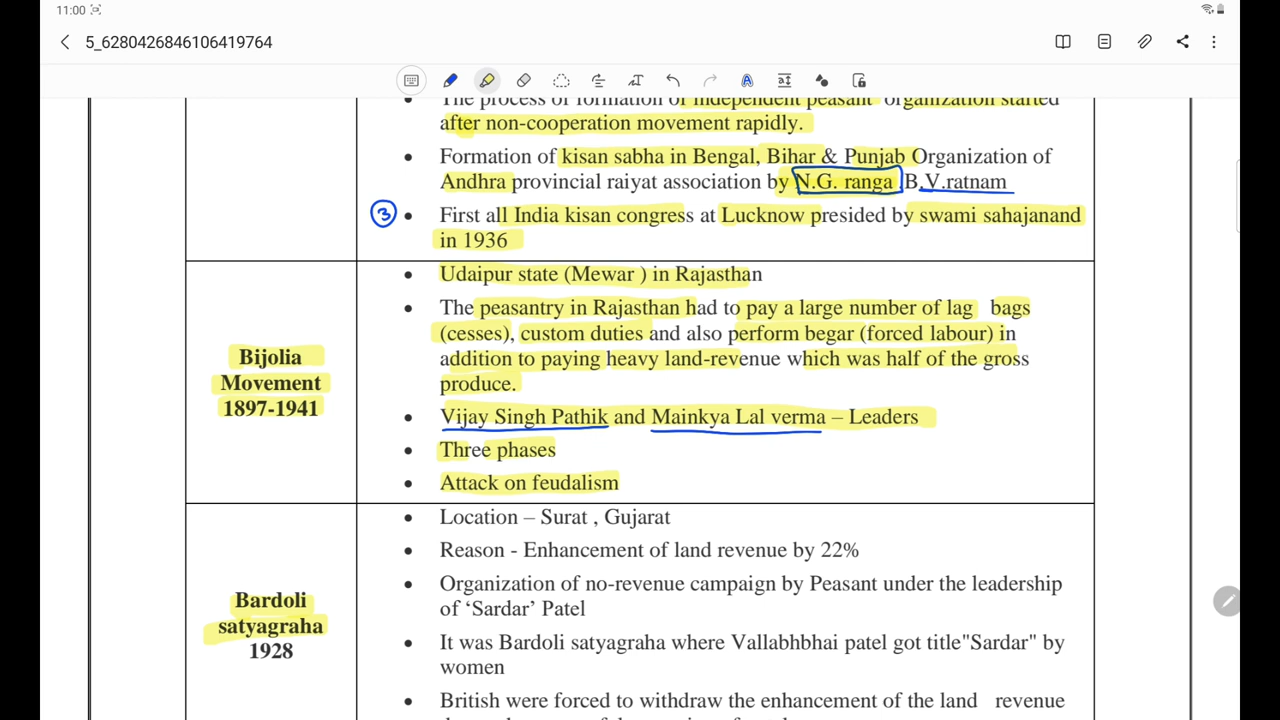 11:00
5_6280426846106419764
The process of formation of independent peasant organization started
after non-cooperation movement rapidly.
Formation of kisan sabha in Bengal, Bihar & Punjab Organization of
Andhra provincial raiyat association by N.G. ranga B.V.ratnam
3
First all India kisan congress at Lucknow presided by swami sahajanand
in 1936
Bijolia
Movement
1897-1941
Udaipur state (Mewar ) in Rajasthan
The peasantry in Rajasthan had to pay a large number of lag bags
(cesses), custom duties and also perform begar (forced labour) in
addition to paying heavy land-revenue which was half of the gross
produce.
Vijay Singh Pathik and Mainkya Lal verma – Leaders
Three phases
Attack on feudalism
Bardoli
satyagraha
1928
Location – Surat , Gujarat
Reason - Enhancement of land revenue by 22%
Organization of no-revenue campaign by Peasant under the leadership
of ‘Sardar’ Patel
It was Bardoli satyagraha where Vallabhbhai patel got title"Sardar" by
women
British were forced to withdraw the enhancement of the land revenue